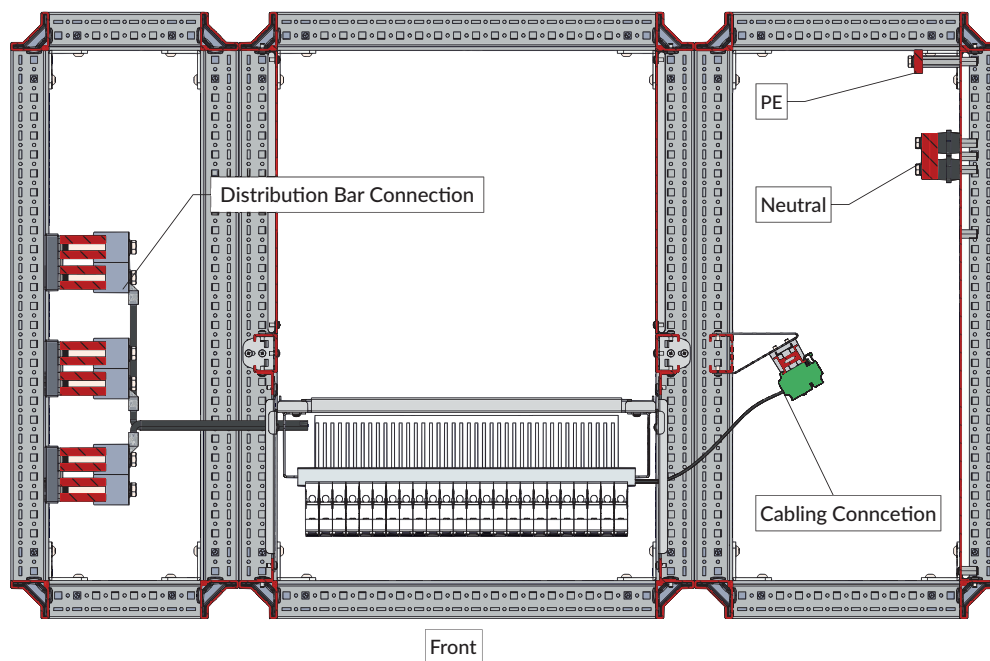 PE
Distribution Bar Connection
Neutral
Cabling Conncetion
Front